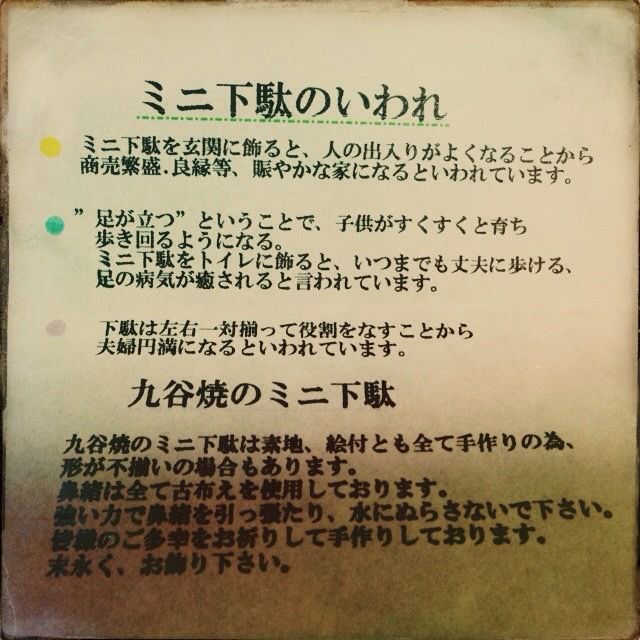 ミニ下駄のいわれ
ミニ下駄を玄関に飾ると、人の出入りがよくなることから
商売繁盛.良縁等、賑やかな家になるといわれています。
”足が立つ”ということで、子供がすくすくと育ち
歩き回るようになる。
ミニ下駄をトイレに飾ると、いつまでも丈夫に歩ける、
足の病気が癒されると言われています。
下駄は左右一対揃って役割をなすことから
夫婦円満になるといわれています。
九谷焼のミニ下駄
九谷焼のミニ下駄は素地、絵付とも全て手作りの為、
形が不揃いの場合もあります。
鼻緒は全て古布えを使用しております。
強い力で鼻緒を引っ張たり、水にぬらさないで下さい。
皆様のご多幸をお祈りして手作りしております。
末永く、お飾り下さい。